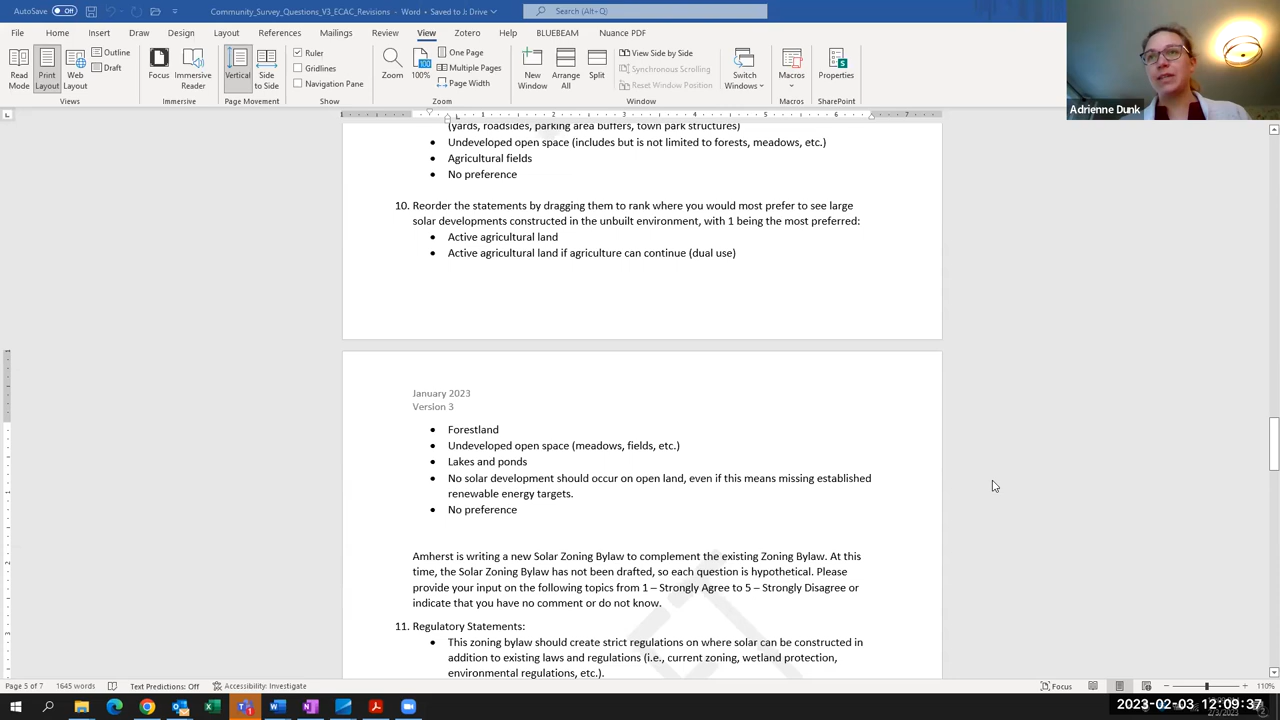 AutoSave Off
Community_Survey_Questions_V3_ECAC_Revisions - Word • Saved to J: Drive
Search (Alt+Q)
File Home Insert Draw Design Layout References Mailings Review View Zotero Help BLUEBEAM Nuance PDF
Read Mode
Print Layout
Web Layout
Outline
Draft
Views
Focus
Immersive Reader
Immersive
Vertical
Side to Side
Page Movement
Ruler
Gridlines
Navigation Pane
Show
Zoom
100%
One Page
Multiple Pages
Page Width
Zoom
New Window
Arrange All
Split
View Side by Side
Synchronous Scrolling
Reset Window Position
Window
Switch Windows
Macros
Macros
Properties
SharePoint
Adrienne Dunk
(yards, roadsides, parking area buffers, town park structures)
• Undeveloped open space (includes but is not limited to forests, meadows, etc.)
• Agricultural fields
• No preference
10. Reorder the statements by dragging them to rank where you would most prefer to see large
solar developments constructed in the unbuilt environment, with 1 being the most preferred:
• Active agricultural land
• Active agricultural land if agriculture can continue (dual use)
January 2023
Version 3
• Forestland
• Undeveloped open space (meadows, fields, etc.)
• Lakes and ponds
• No solar development should occur on open land, even if this means missing established
renewable energy targets.
• No preference
Amherst is writing a new Solar Zoning Bylaw to complement the existing Zoning Bylaw. At this
time, the Solar Zoning Bylaw has not been drafted, so each question is hypothetical. Please
provide your input on the following topics from 1 – Strongly Agree to 5 – Strongly Disagree or
indicate that you have no comment or do not know.
11. Regulatory Statements:
• This zoning bylaw should create strict regulations on where solar can be constructed in
addition to existing laws and regulations (i.e., current zoning, wetland protection,
environmental regulations, etc.).
Page 5 of 7 1645 words Text Predictions: Off Accessibility: Investigate
Focus
110%
2023-02-03 12:09:37